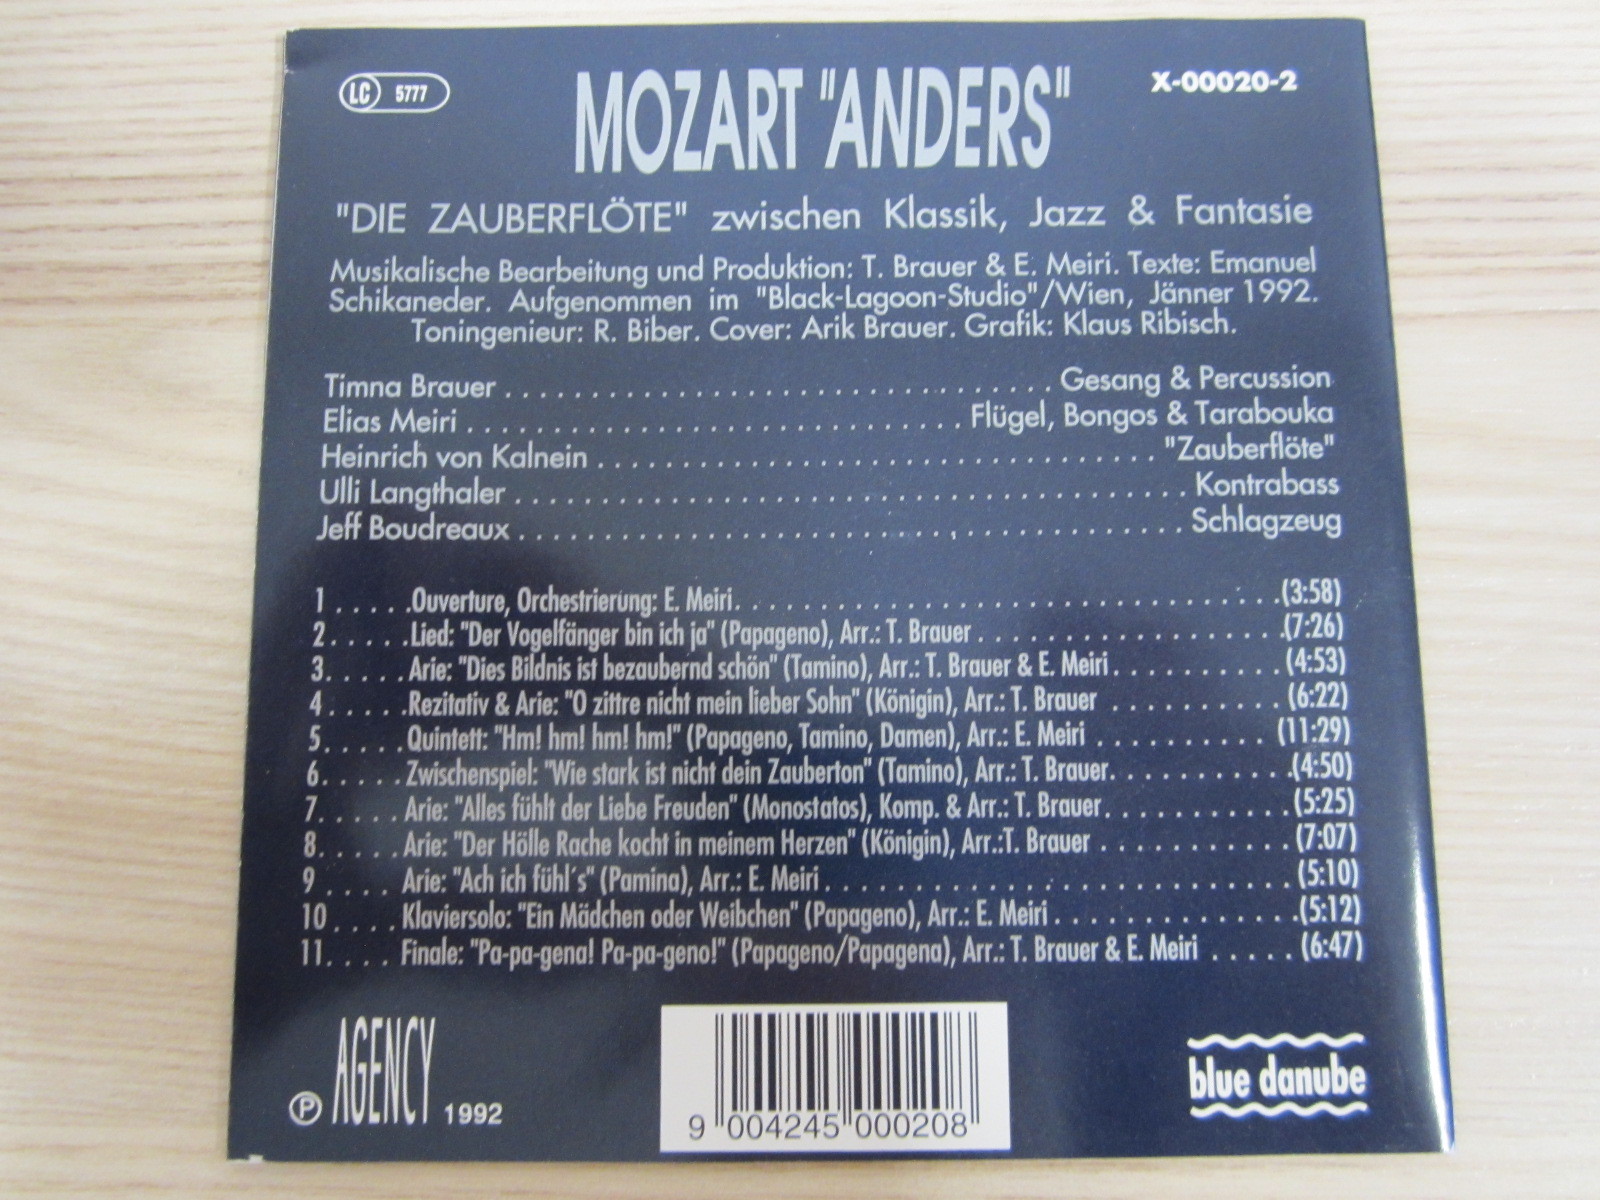 LC 5777
MOZART "ANDERS"
X-00020-2
"DIE ZAUBERFLÖTE" zwischen Klassik, Jazz & Fantasie
Musikalische Bearbeitung und Produktion: T. Brauer & E. Meiri. Texte: Emanuel
Schikaneder. Aufgenommen im "Black-Lagoon-Studio"/Wien, Jänner 1992.
Toningenieur: R. Biber. Cover: Arik Brauer. Grafik: Klaus Ribisch.
Timna Brauer . . . . . . . . . . . . . . . . . . . . Gesang & Percussion
Elias Meiri . . . . . . . . . . . . . . . . . . . . Flügel, Bongos & Tarabouka
Heinrich von Kalnein . . . . . . . . . . . . . . . . . . . . "Zauberflöte"
Ulli Langthaler . . . . . . . . . . . . . . . . . . . . Kontrabass
Jeff Boudreaux . . . . . . . . . . . . . . . . . . . . Schlagzeug
1 . . . . . Ouverture, Orchestrierung: E. Meiri. . . . . . . . . . . (3:58)
2 . . . . . Lied: "Der Vogelfänger bin ich ja" (Papageno), Arr.: T. Brauer . . . . . . . . . . (7:26)
3. . . . . Arie: "Dies Bildnis ist bezaubernd schön" (Tamino), Arr.: T. Brauer & E. Meiri . . . . . . . . . . (4:53)
4 . . . . . Rezitativ & Arie: "O zittre nicht mein lieber Sohn" (Königin), Arr.: T. Brauer . . . . . . . . . . (6:22)
5. . . . . Quintett: "Hm! hm! hm! hm!" (Papageno, Tamino, Damen), Arr.: E. Meiri . . . . . . . . . . (11:29)
6. . . . . Zwischenspiel: "Wie stark ist nicht dein Zauberton" (Tamino), Arr.: T. Brauer. . . . . . . . . . . (4:50)
7. . . . . Arie: "Alles fühlt der Liebe Freuden" (Monostatos), Komp. & Arr.: T. Brauer . . . . . . . . . . (5:25)
8. . . . . Arie: "Der Hölle Rache kocht in meinem Herzen" (Königin), Arr.:T. Brauer . . . . . . . . . . (7:07)
9 . . . . Arie: "Ach ich fühl´s" (Pamina), Arr.: E. Meiri . . . . . . . . . . (5:10)
10 . . . . Klaviersolo: "Ein Mädchen oder Weibchen" (Papageno), Arr.: E. Meiri . . . . . . . . . . (5:12)
11. . . . Finale: "Pa-pa-gena! Pa-pa-geno!" (Papageno/Papagena), Arr.: T. Brauer & E. Meiri . . . . . (6:47)
℗ AGENCY 1992
9 004245 000208
blue danube